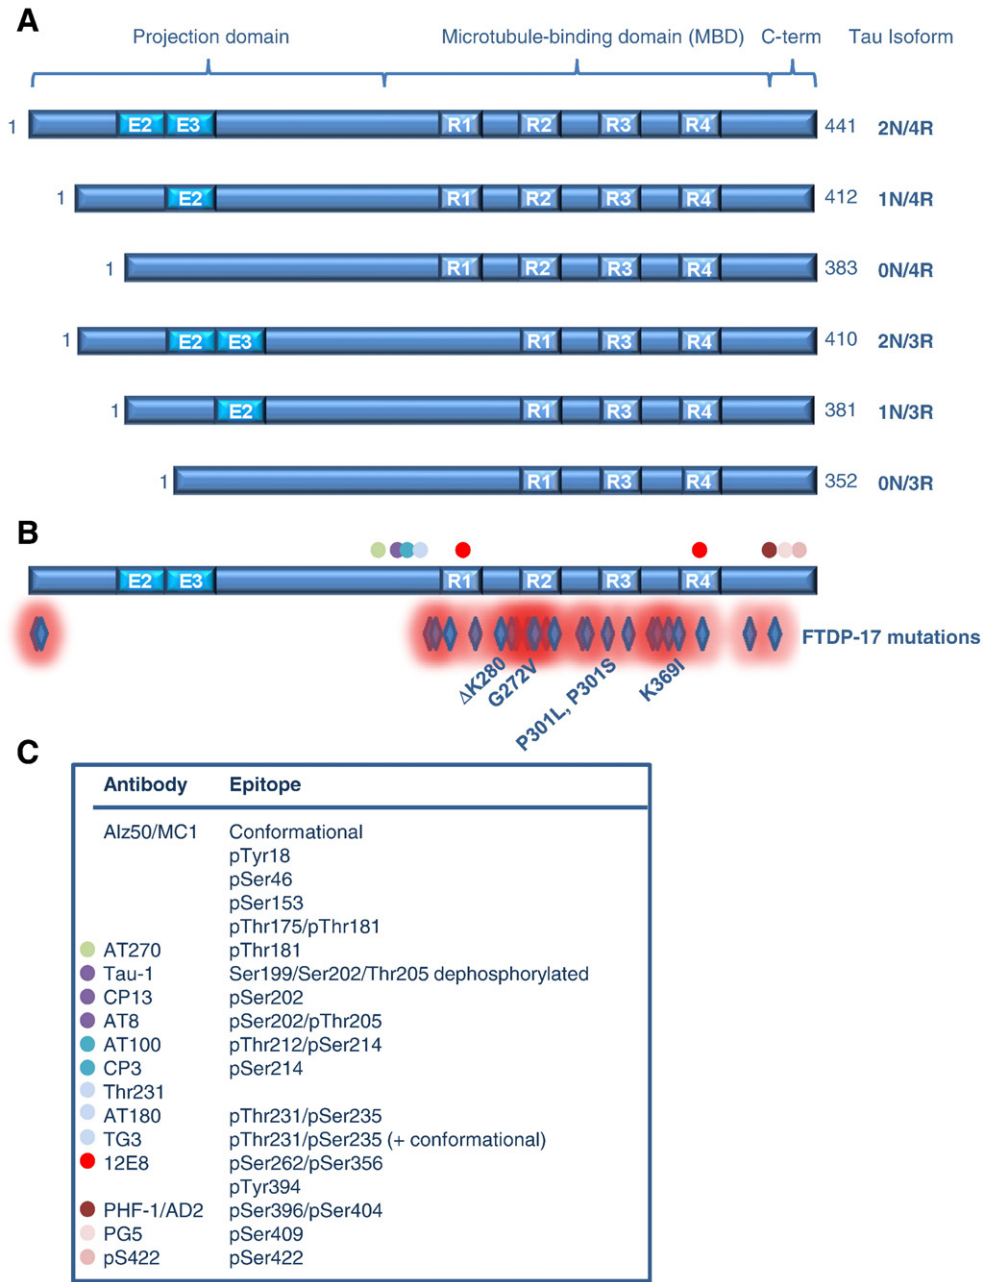 A
Projection domain Microtubule-binding domain (MBD) C-term Tau Isoform
1 E2 E3 R1 R2 R3 R4 441 2N/4R
1 E2 R1 R2 R3 R4 412 1N/4R
1 R1 R2 R3 R4 383 0N/4R
1 E2 E3 R1 R3 R4 410 2N/3R
1 E2 R1 R3 R4 381 1N/3R
1 R1 R3 R4 352 0N/3R
B
E2 E3 R1 R2 R3 R4
FTDP-17 mutations
ΔK280
G272V
P301L, P301S
K369I
C
Antibody Epitope
Alz50/MC1 Conformational
pTyr18
pSer46
pSer153
pThr175/pThr181
AT270 pThr181
Tau-1 Ser199/Ser202/Thr205 dephosphorylated
CP13 pSer202
AT8 pSer202/pThr205
AT100 pThr212/pSer214
CP3 pSer214
Thr231
AT180 pThr231/pSer235
TG3 pThr231/pSer235 (+ conformational)
12E8 pSer262/pSer356
pTyr394
PHF-1/AD2 pSer396/pSer404
PG5 pSer409
pS422 pSer422